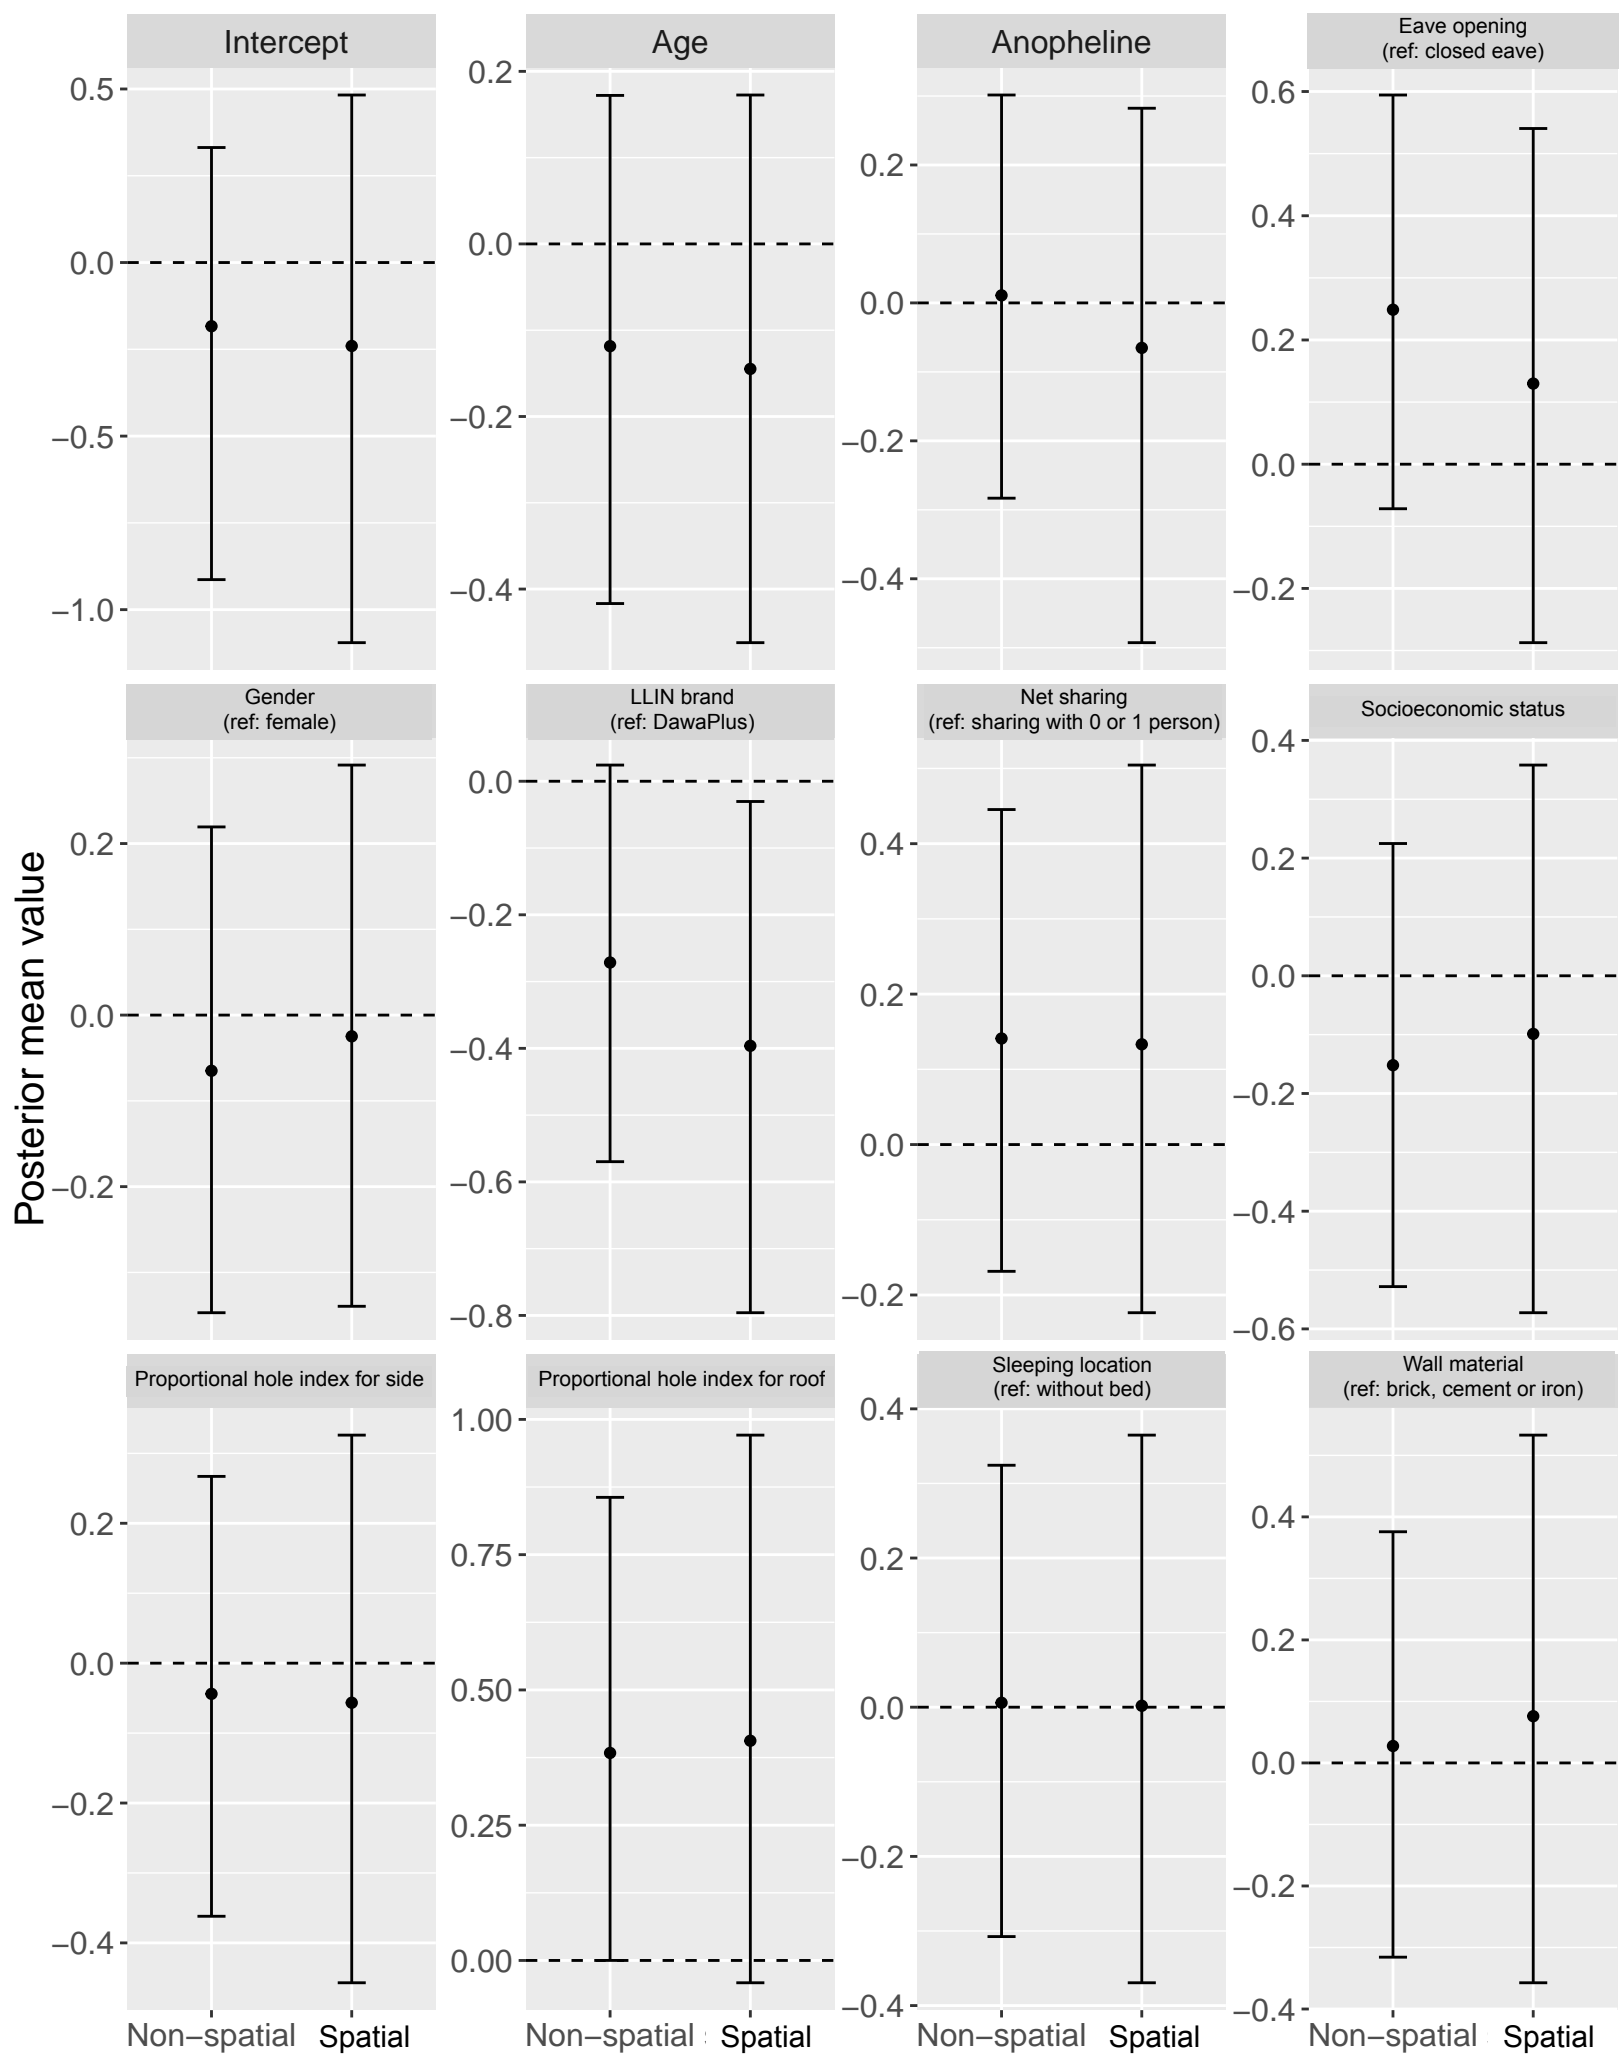 Intercept
Age
Anopheline
Eave opening
(ref: closed eave)
0.5
0.0
−0.5
−1.0
0.2
0.0
−0.2
−0.4
0.2
0.0
−0.2
−0.4
0.6
0.4
0.2
0.0
−0.2
Posterior mean value
Gender
(ref: female)
LLIN brand
(ref: DawaPlus)
Net sharing
(ref: sharing with 0 or 1 person)
Socioeconomic status
0.2
0.0
−0.2
0.0
−0.2
−0.4
−0.6
−0.8
0.4
0.2
0.0
−0.2
0.4
0.2
0.0
−0.2
−0.4
−0.6
Proportional hole index for side
Proportional hole index for roof
Sleeping location
(ref: without bed)
Wall material
(ref: brick, cement or iron)
0.2
0.0
−0.2
−0.4
1.00
0.75
0.50
0.25
0.00
0.4
0.2
0.0
−0.2
−0.4
0.4
0.2
0.0
−0.2
−0.4
Non−spatial Spatial
Non−spatial Spatial
Non−spatial Spatial
Non−spatial Spatial